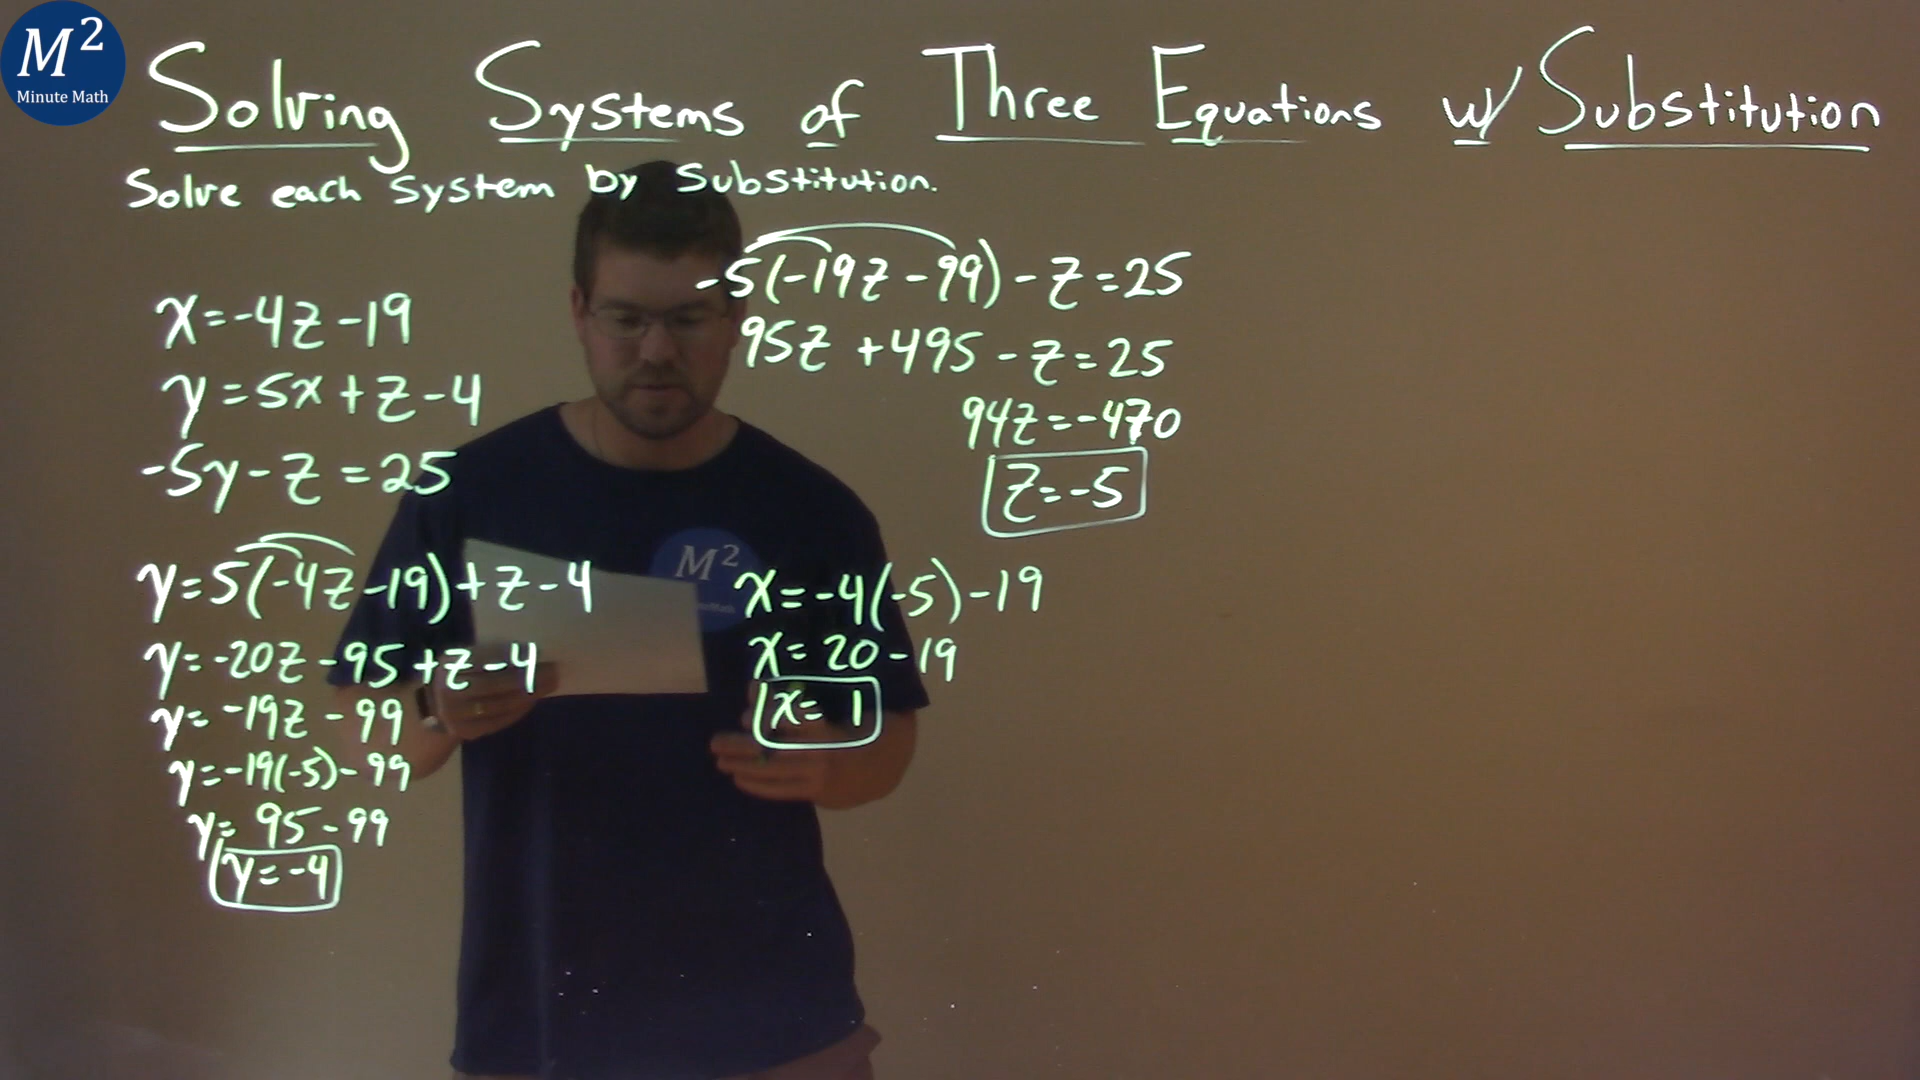 M²
Minute Math
Solving Systems of Three Equations w/ Substitution
Solve each system by substitution.
x=-4z-19
y=5x+z-4
-5y-z=25
y=5(-4z-19)+z-4
y=-20z-95+z-4
y=-19z-99
y=-19(-5)-99
y=95-99
y=-4
-5(-19z-99)-z=25
95z+495-z=25
94z=-470
z=-5
x=-4(-5)-19
x=20-19
x=1
M²